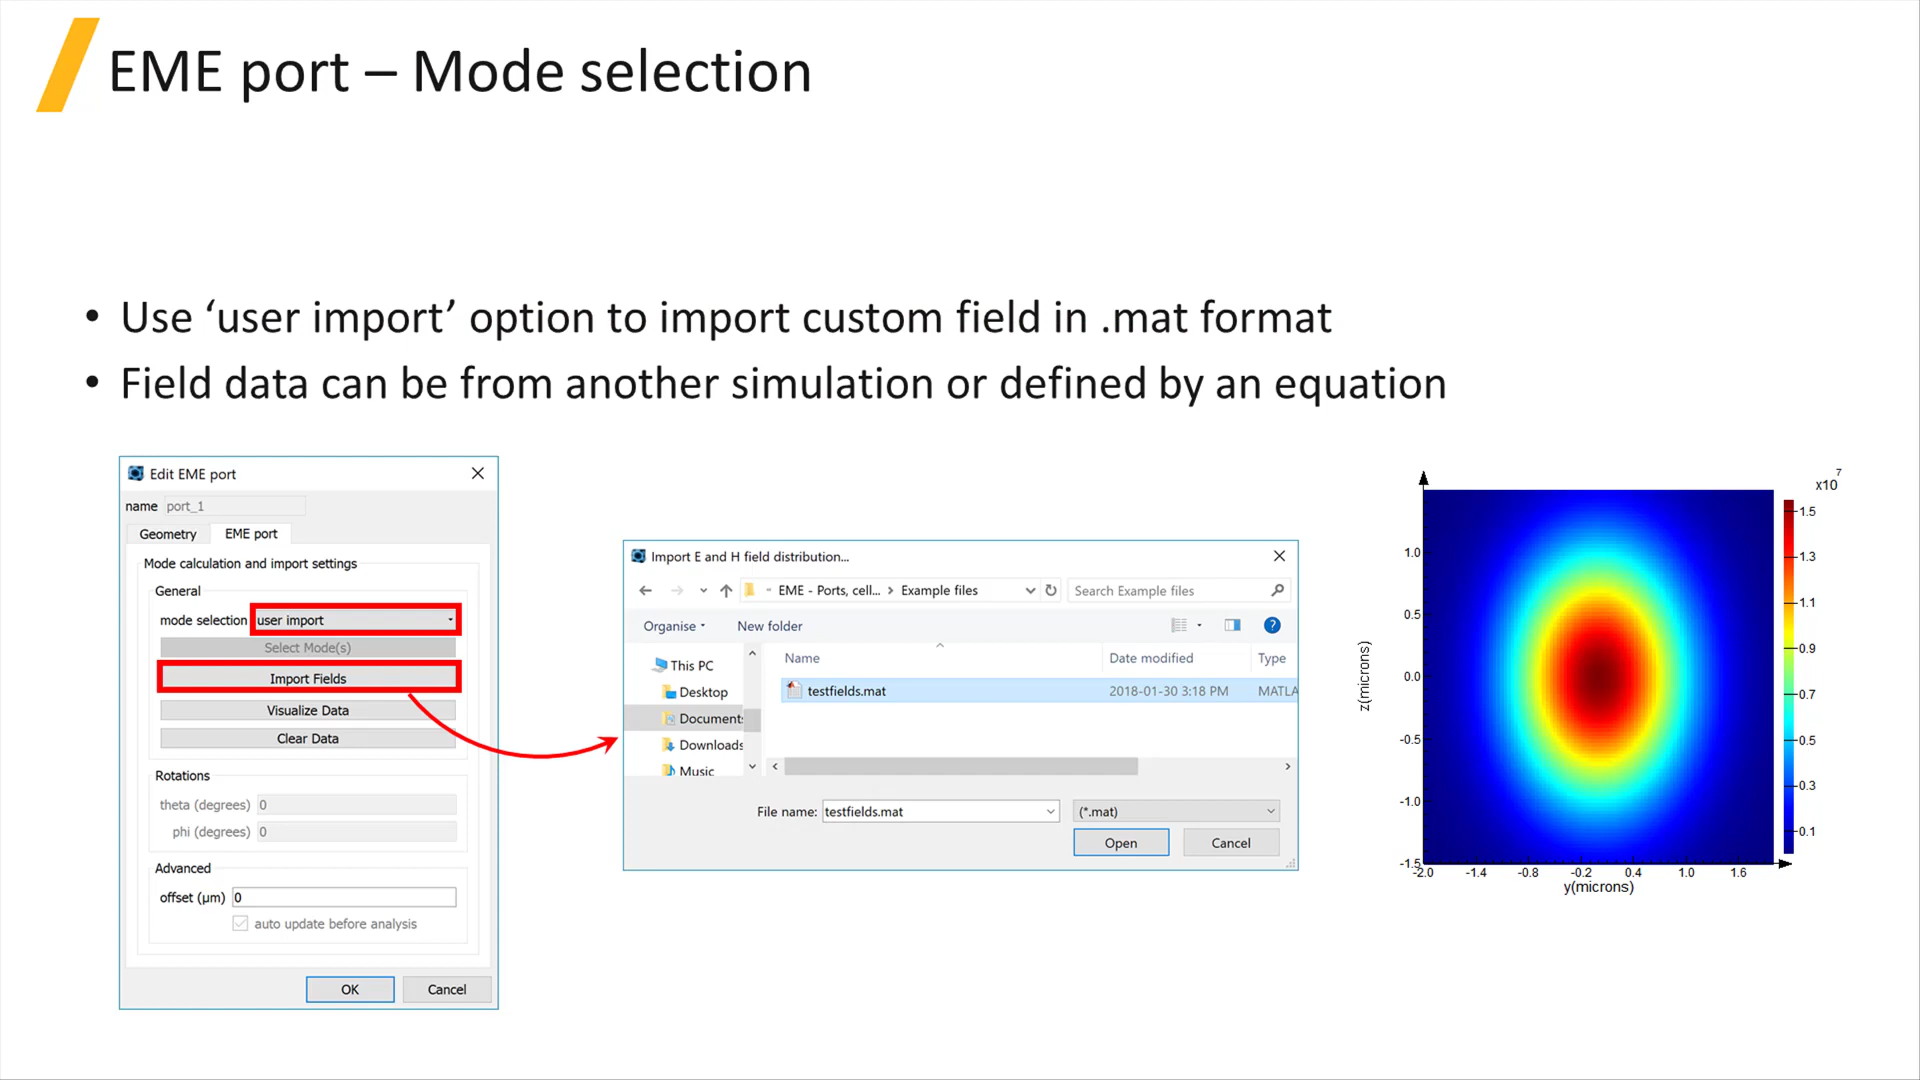 EME port – Mode selection
• Use ‘user import’ option to import custom field in .mat format
• Field data can be from another simulation or defined by an equation
Edit EME port
name port_1
Geometry EME port
Mode calculation and import settings
General
mode selection user import
Select Mode(s)
Import Fields
Visualize Data
Clear Data
Rotations
theta (degrees) 0
phi (degrees) 0
Advanced
offset (µm) 0
auto update before analysis
OK Cancel
Import E and H field distribution...
EME - Ports, cell... Example files
Search Example files
Organise New folder
Name Date modified Type
This PC
Desktop
Documents
Downloads
Music
testfields.mat 2018-01-30 3:18 PM MATLA
File name: testfields.mat (*.mat)
Open Cancel
x10 7
1.5
1.3
1.1
0.9
0.7
0.5
0.3
0.1
z(microns)
1.0
0.5
0.0
-0.5
-1.0
-1.5
-2.0 -1.4 -0.8 -0.2 0.4 1.0 1.6
y(microns)